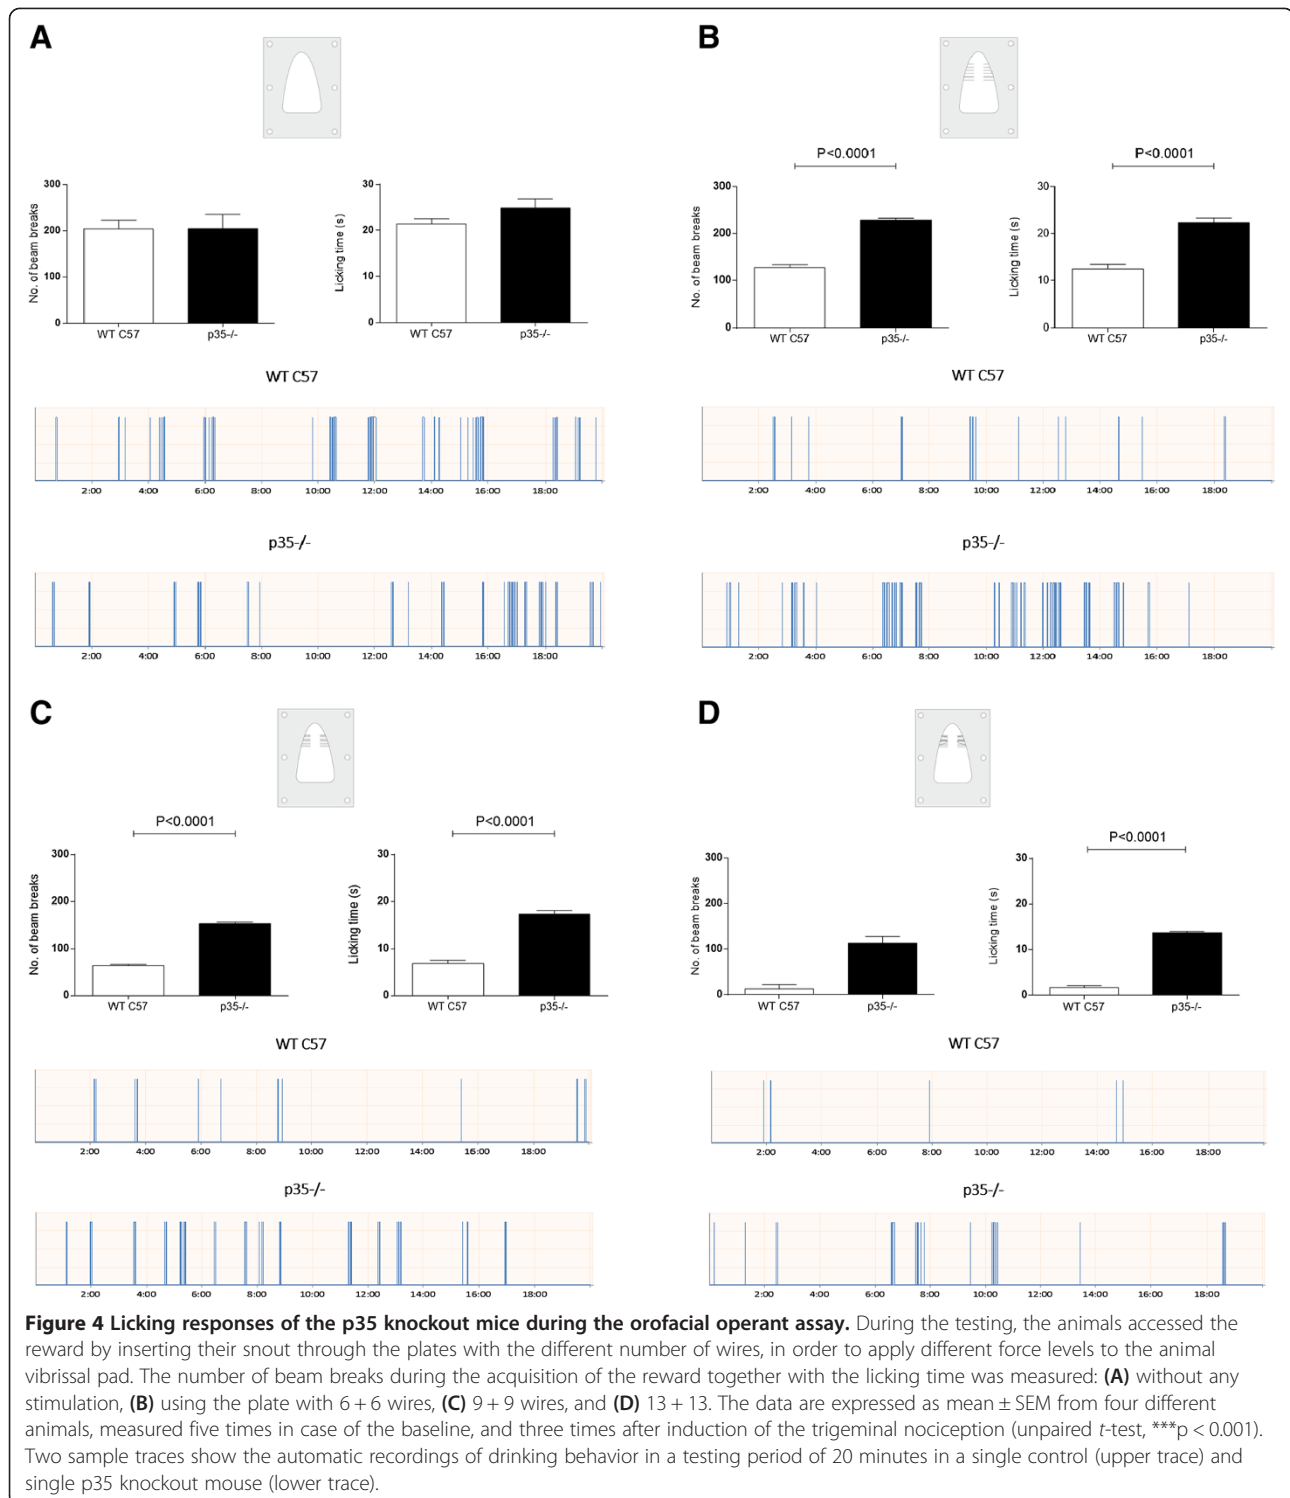 A
B
P<0.0001
P<0.0001
300
200
100
0
No. of beam breaks
WT C57
p35-/-
30
20
10
0
Licking time (s)
WT C57
p35-/-
300
200
100
0
No. of beam breaks
WT C57
p35-/-
30
20
10
0
Licking time (s)
WT C57
p35-/-
WT C57
2:00 4:00 6:00 8:00 10:00 12:00 14:00 16:00 18:00
p35-/-
2:00 4:00 6:00 8:00 10:00 12:00 14:00 16:00 18:00
WT C57
2:00 4:00 6:00 8:00 10:00 12:00 14:00 16:00 18:00
p35-/-
2:00 4:00 6:00 8:00 10:00 12:00 14:00 16:00 18:00
C
D
P<0.0001
P<0.0001
P<0.0001
300
200
100
0
No. of beam breaks
WT C57
p35-/-
30
20
10
0
Licking time (s)
WT C57
p35-/-
300
200
100
0
No. of beam breaks
WT C57
p35-/-
30
20
10
0
Licking time (s)
WT C57
p35-/-
WT C57
2:00 4:00 6:00 8:00 10:00 12:00 14:00 16:00 18:00
p35-/-
2:00 4:00 6:00 8:00 10:00 12:00 14:00 16:00 18:00
WT C57
2:00 4:00 6:00 8:00 10:00 12:00 14:00 16:00 18:00
p35-/-
2:00 4:00 6:00 8:00 10:00 12:00 14:00 16:00 18:00
Figure 4 Licking responses of the p35 knockout mice during the orofacial operant assay. During the testing, the animals accessed the
reward by inserting their snout through the plates with the different number of wires, in order to apply different force levels to the animal
vibrissal pad. The number of beam breaks during the acquisition of the reward together with the licking time was measured: (A) without any
stimulation, (B) using the plate with 6 + 6 wires, (C) 9 + 9 wires, and (D) 13 + 13. The data are expressed as mean ± SEM from four different
animals, measured five times in case of the baseline, and three times after induction of the trigeminal nociception (unpaired t-test, ***p < 0.001).
Two sample traces show the automatic recordings of drinking behavior in a testing period of 20 minutes in a single control (upper trace) and
single p35 knockout mouse (lower trace).